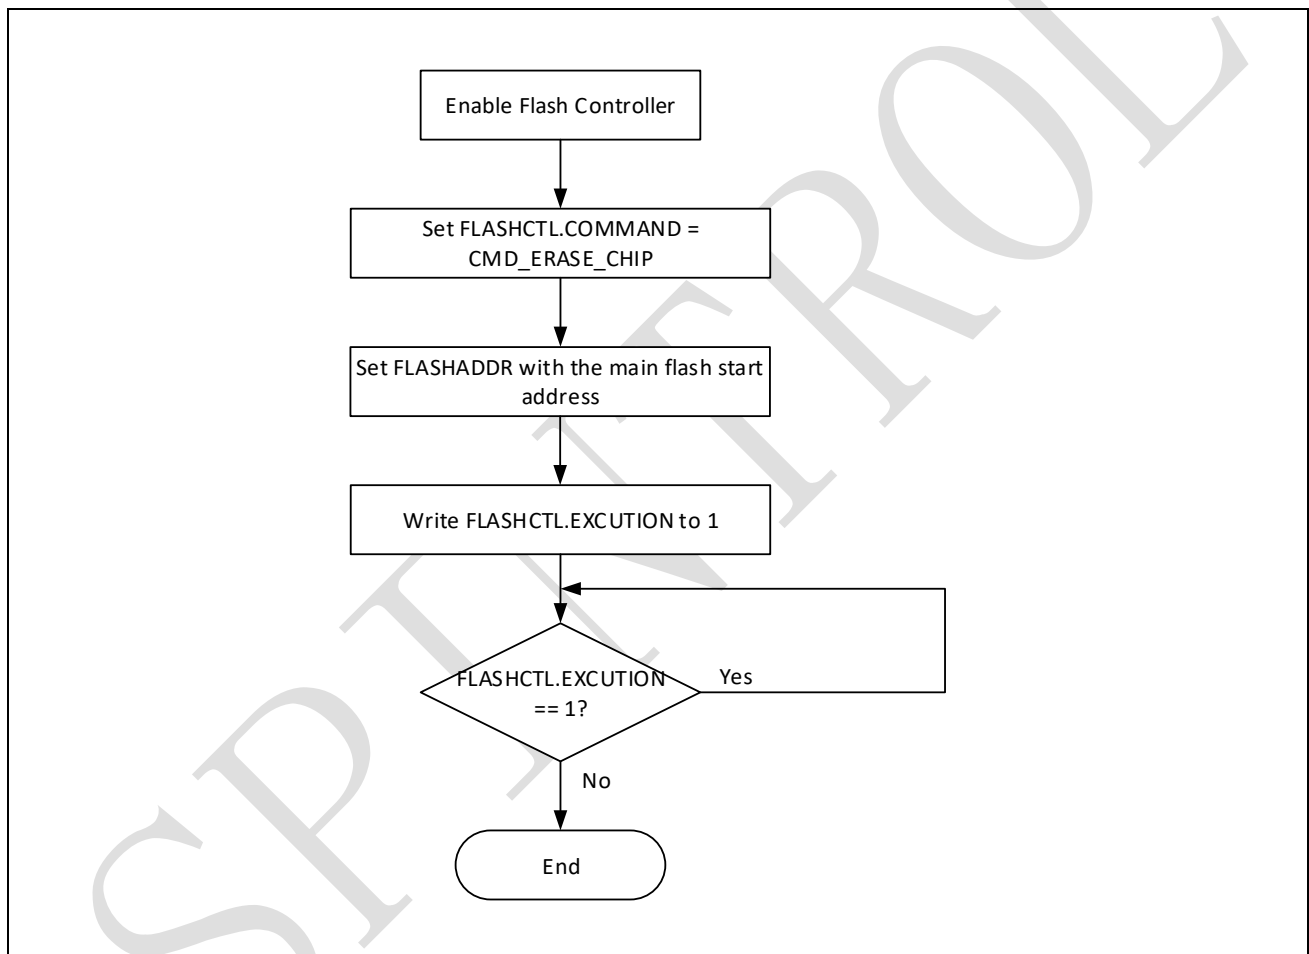 Enable Flash Controller
Set FLASHCTL.COMMAND =
CMD_ERASE_CHIP
Set FLASHADDR with the main flash start
address
Write FLASHCTL.EXCUTION to 1
FLASHCTL.EXCUTION
== 1?
Yes
No
End
SPINTROL